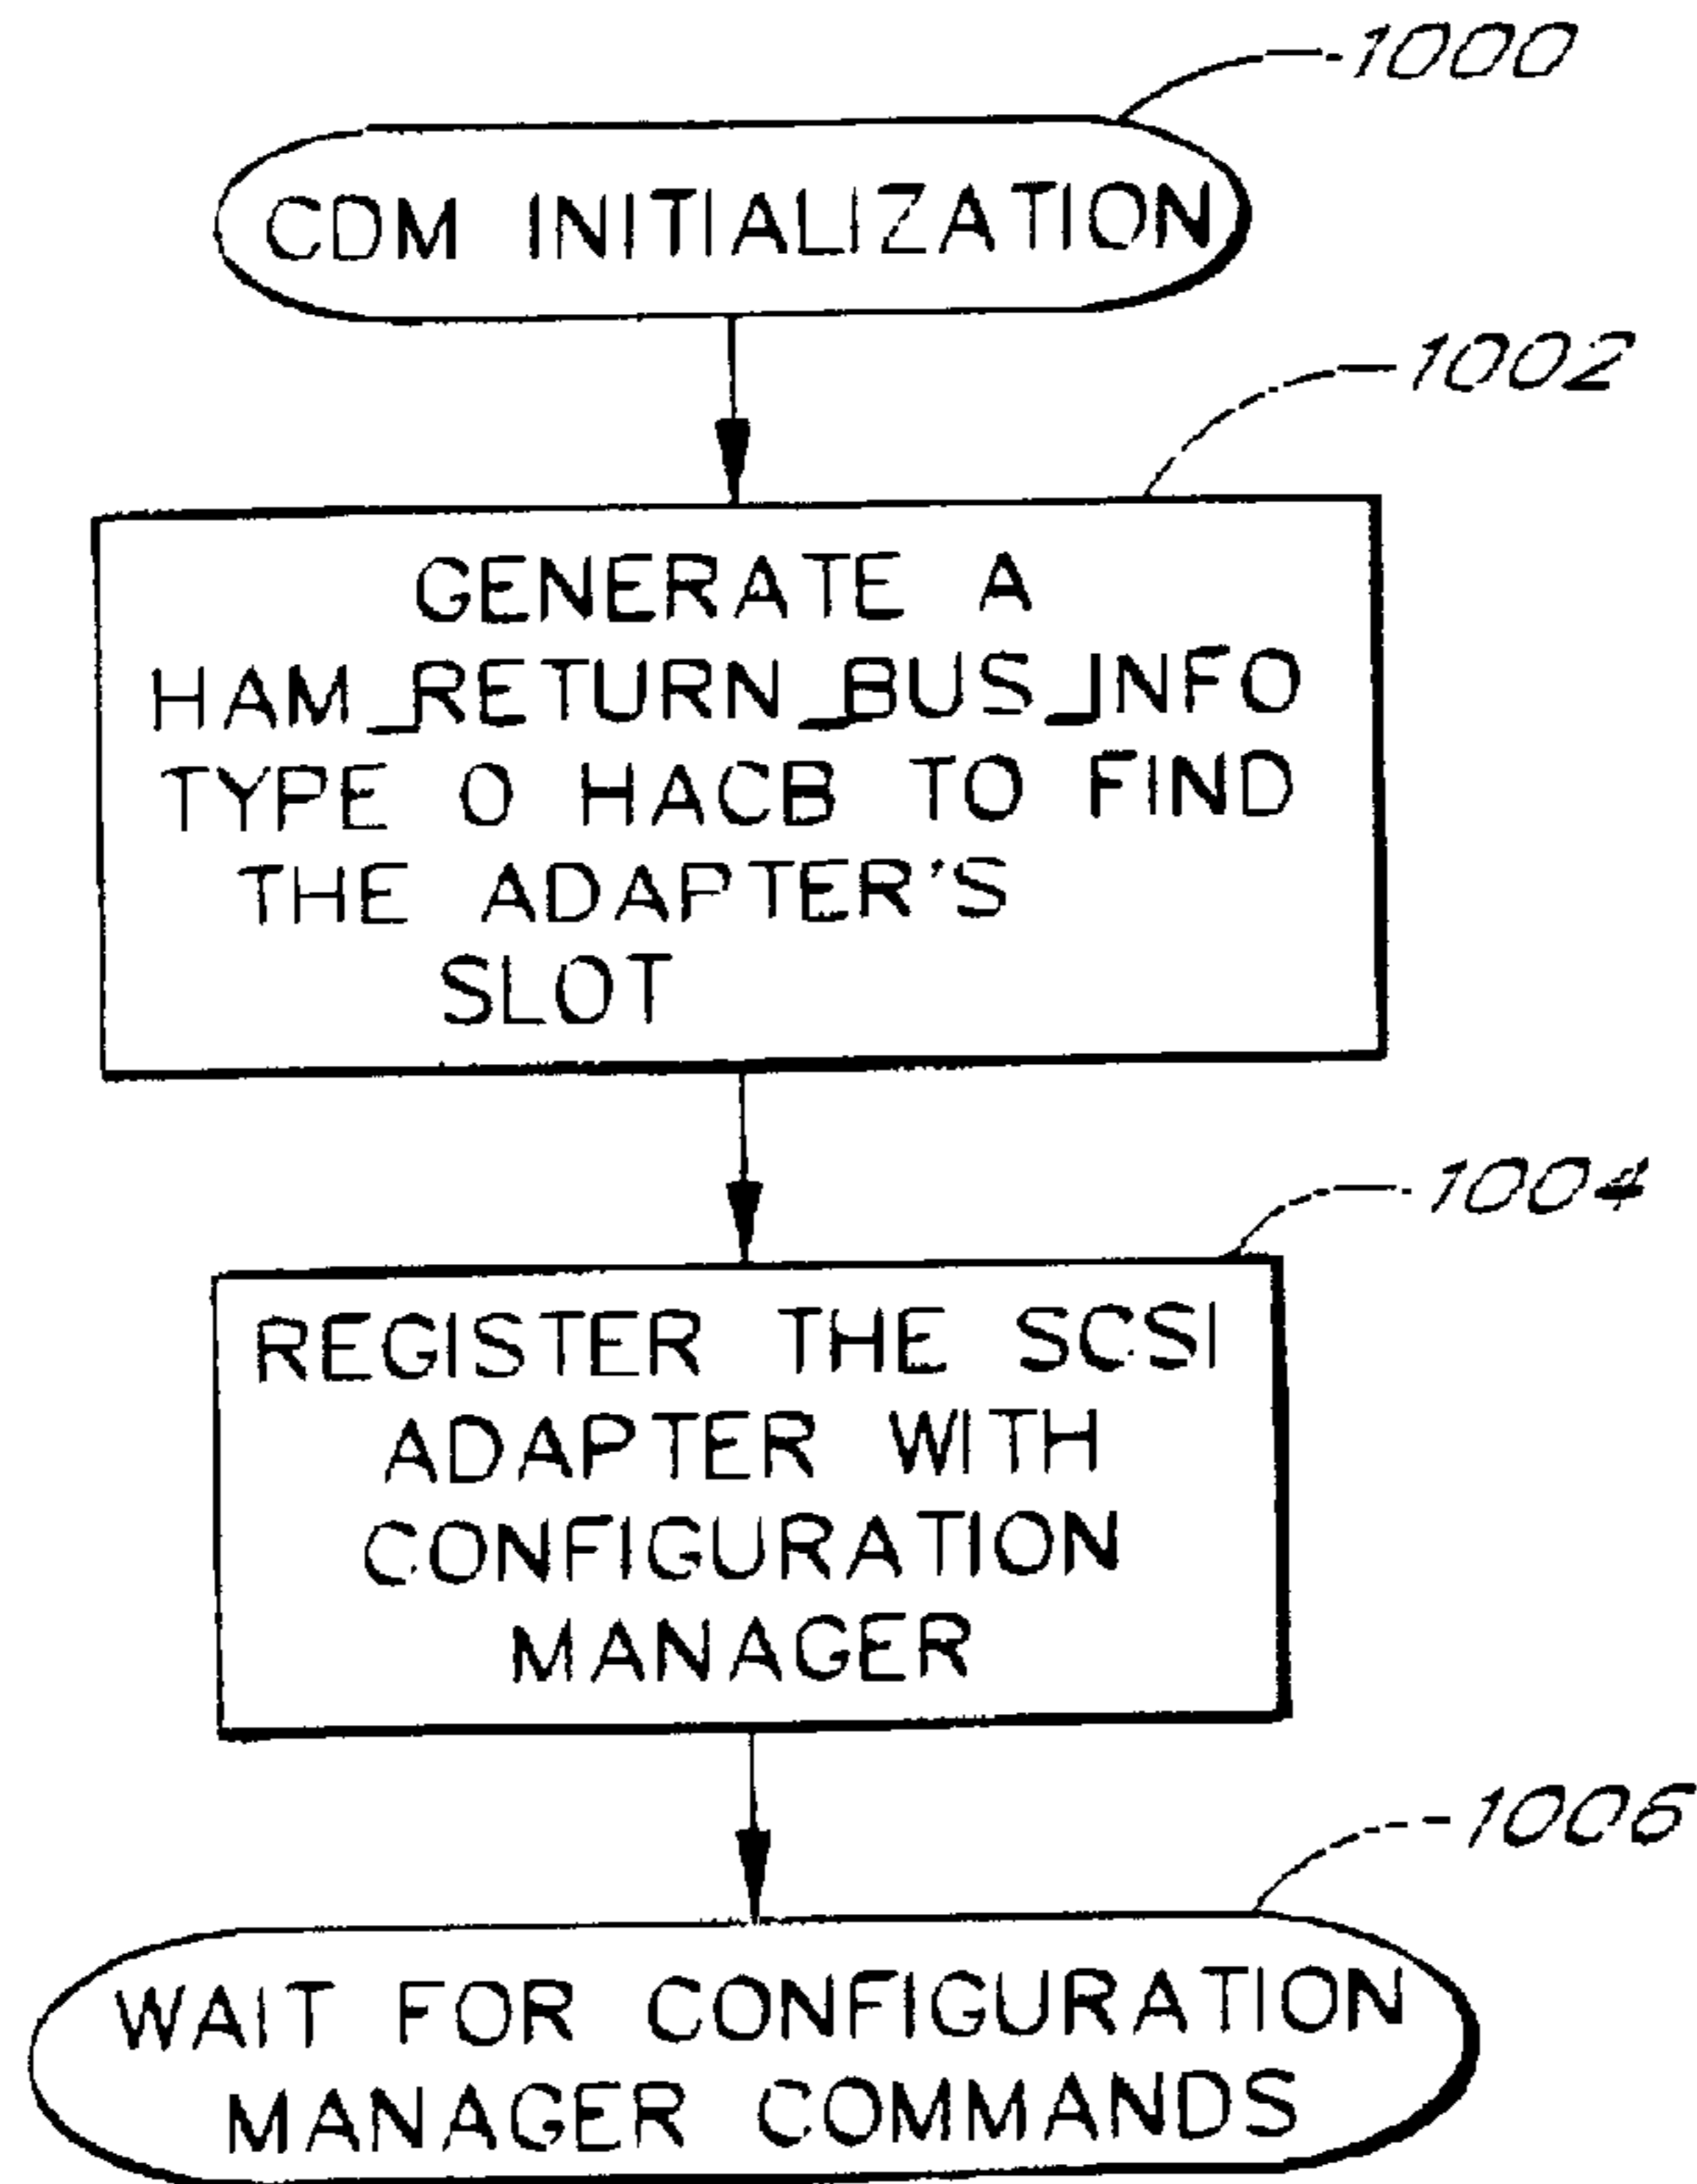 1000
CDM INITIALIZATION
1002
GENERATE A
HAM_RETURN_BUS_INFO
TYPE 0 HACB TO FIND
THE ADAPTER'S
SLOT
1004
REGISTER THE SCSI
ADAPTER WITH
CONFIGURATION
MANAGER
1006
WAIT FOR CONFIGURATION
MANAGER COMMANDS